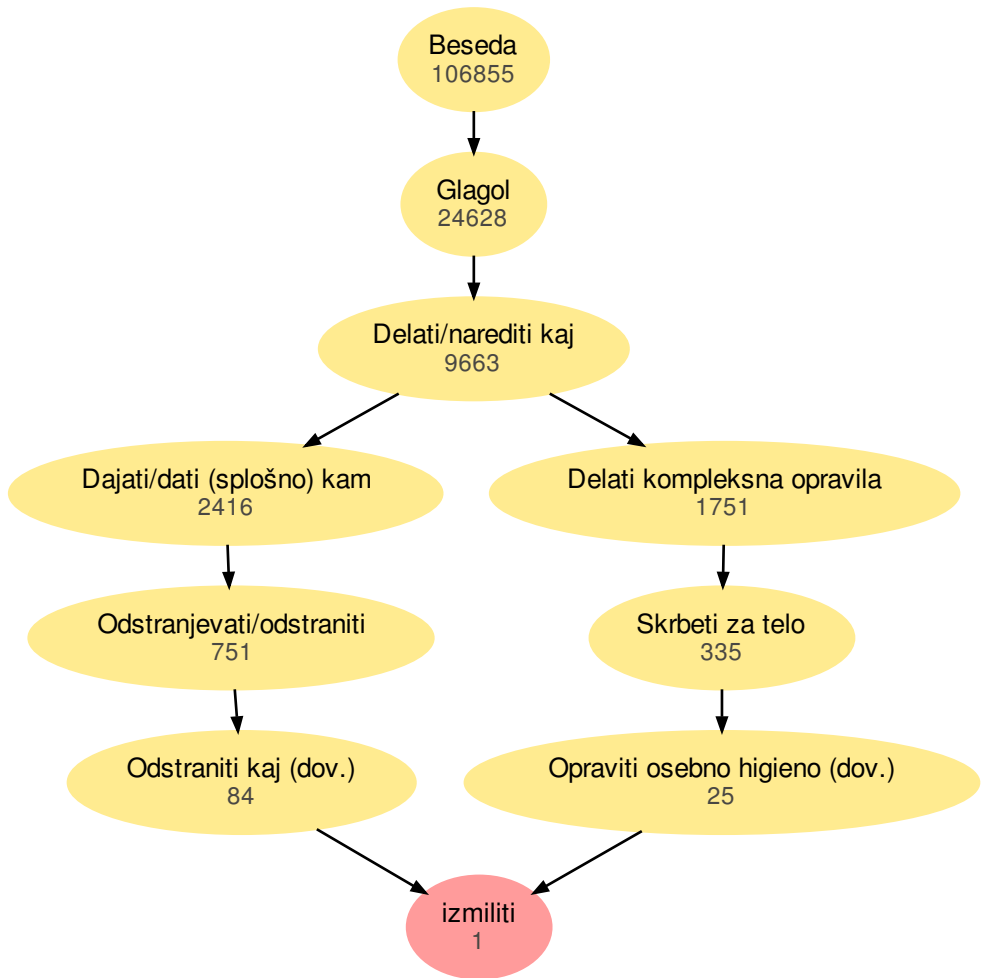 Beseda
106855
Glagol
24628
Delati/narediti kaj
9663
Dajati/dati (splošno) kam
2416
Delati kompleksna opravila
1751
Odstranjevati/odstraniti
751
Skrbeti za telo
335
Odstraniti kaj (dov.)
84
Opraviti osebno higieno (dov.)
25
izmiliti
1